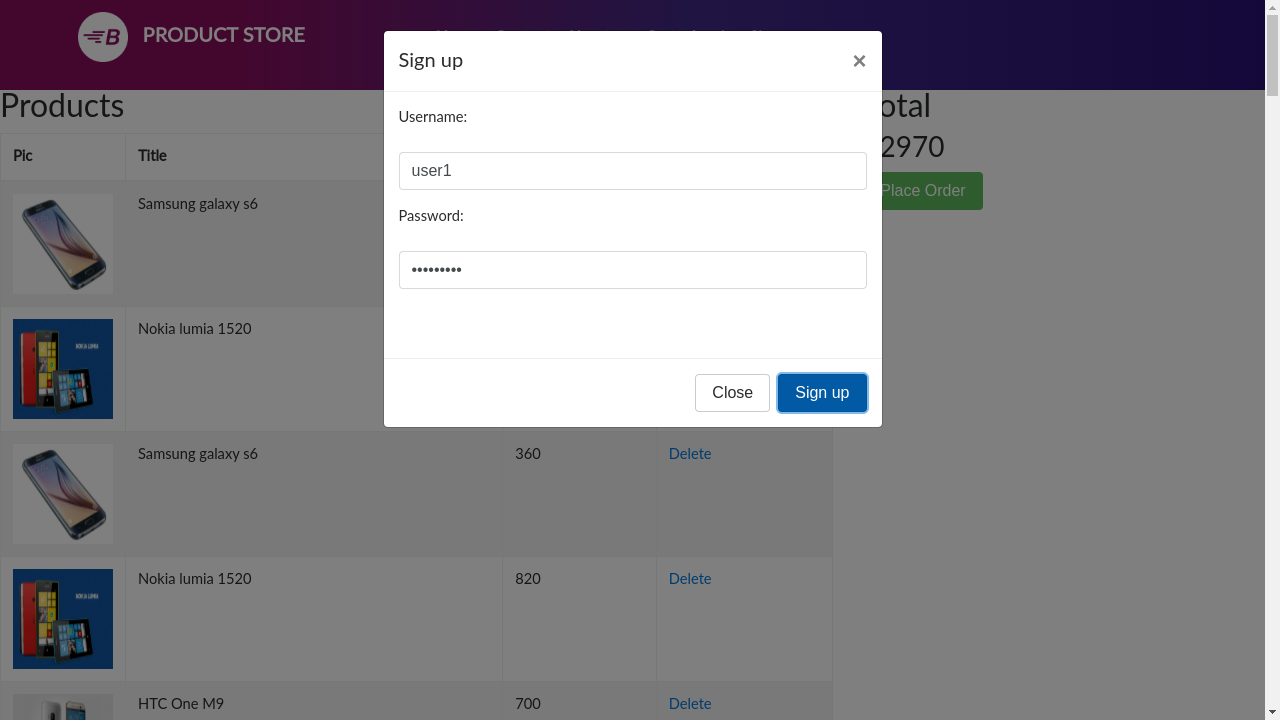 PRODUCT STORE
Sign up
×
Products
Username:
Pic
Title
user1
2970
Samsung galaxy s6
Password:
Place Order
•••••••••
Nokia lumia 1520
Close
Sign up
Samsung galaxy s6
360
Delete
Nokia lumia 1520
820
Delete
HTC One M9
700
Delete